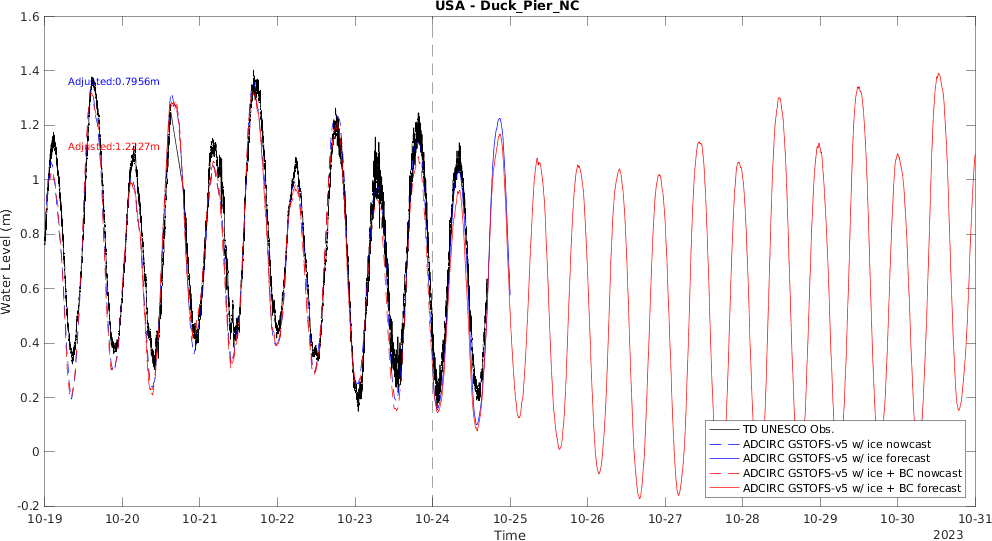 USA - Duck_Pier_NC
1.6
1.4
1.2
1
0.8
0.6
0.4
0.2
0
-0.2
Water Level (m)
Adjusted:0.7956m
Adjusted:1.2227m
TD UNESCO Obs.
ADCIRC GSTOFS-v5 w/ ice nowcast
ADCIRC GSTOFS-v5 w/ ice forecast
ADCIRC GSTOFS-v5 w/ ice + BC nowcast
ADCIRC GSTOFS-v5 w/ ice + BC forecast
10-19 10-20 10-21 10-22 10-23 10-24 10-25 10-26 10-27 10-28 10-29 10-30 10-31
Time
2023